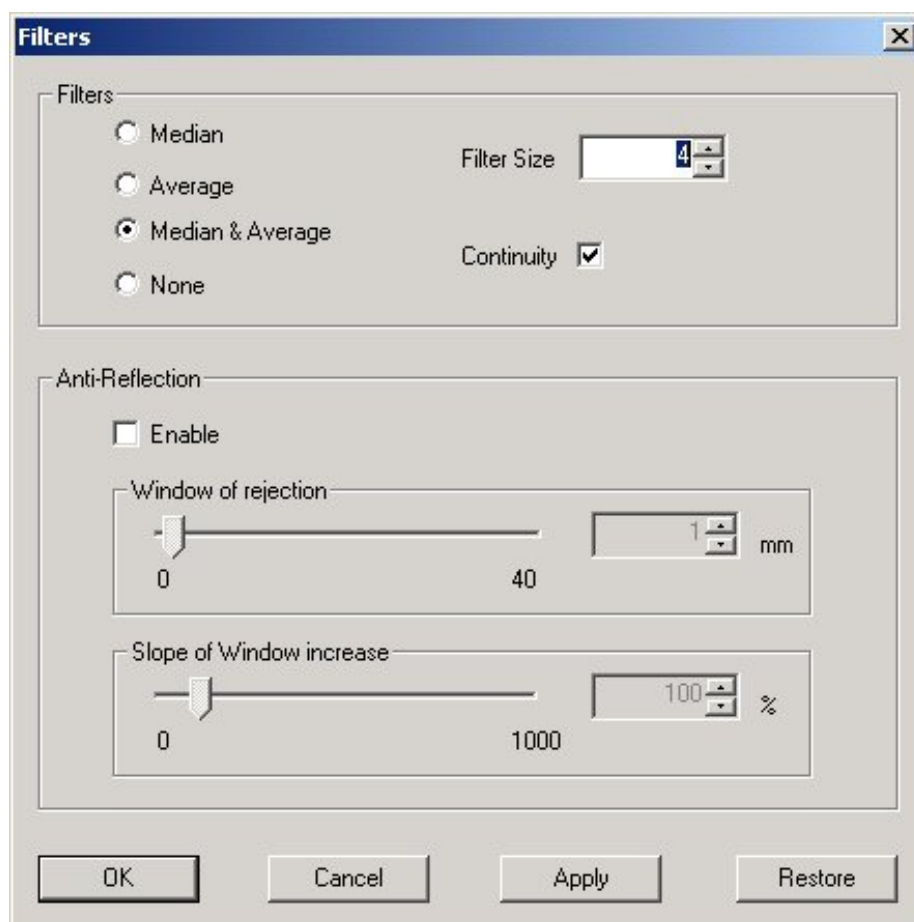 Filters
Filters
Median
Average
Median & Average
None
Filter Size 4
Continuity
Anti-Reflection
Enable
Window of rejection
1 mm
0 40
Slope of Window increase
100 %
0 1000
OK Cancel Apply Restore